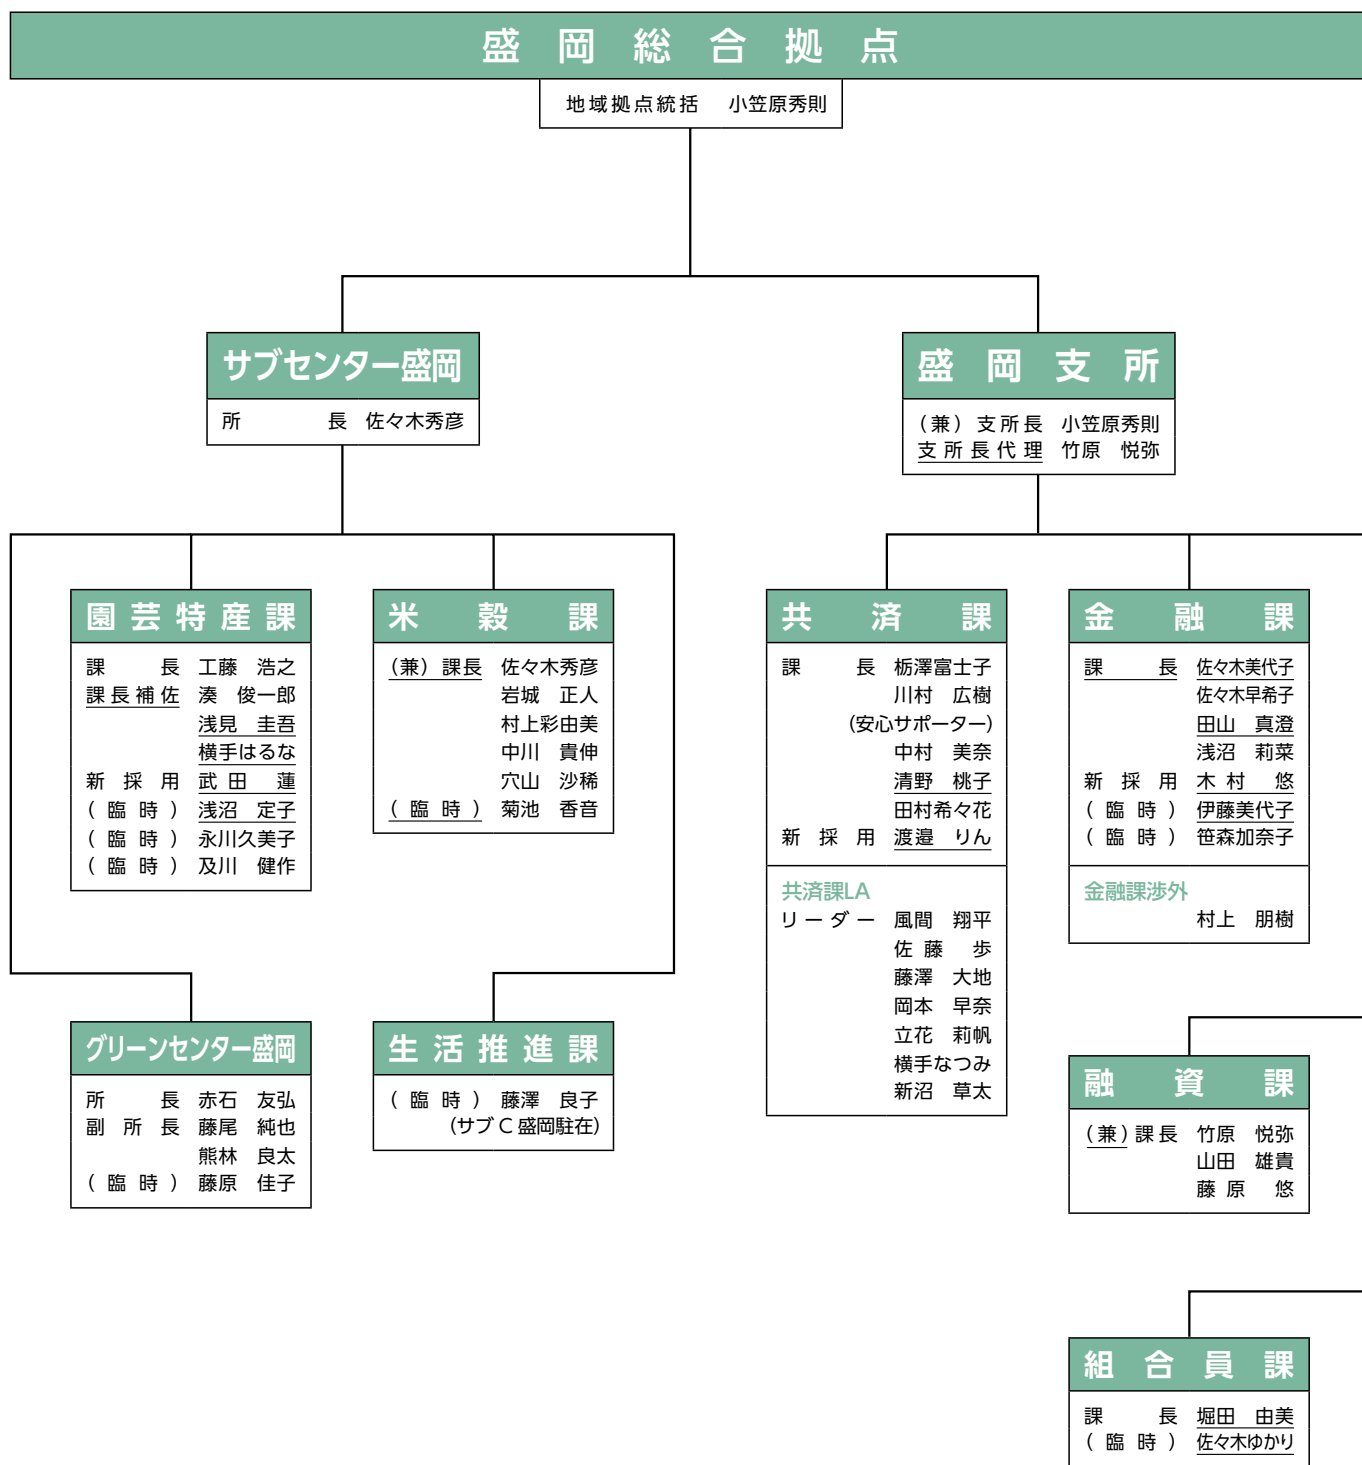 盛岡総合拠点
地域拠点統括　小笠原秀則
サブセンター盛岡
所　長　佐々木秀彦
盛岡支所
（兼）支所長　小笠原秀則
支所長代理　竹原　悦弥
園芸特産課
課　長　工藤　浩之
課長補佐　湊　俊一郎
浅見　圭吾
横手はるな
新採用　武田　蓮
（臨時）　浅沼　定子
（臨時）　永川久美子
（臨時）　及川　健作
米穀課
（兼）課長　佐々木秀彦
岩城　正人
村上彩由美
中川　貴伸
穴山　沙稀
（臨時）　菊池　香音
共済課
課　長　栃澤富士子
川村　広樹
（安心サポーター）
中村　美奈
清野　桃子
田村希々花
新採用　渡邉　りん
共済課LA
リーダー　風間　翔平
佐藤　歩
藤澤　大地
岡本　早奈
立花　莉帆
横手なつみ
新沼　草太
金融課
課　長　佐々木美代子
佐々木早希子
田山　真澄
浅沼　莉菜
新採用　木村　悠
（臨時）　伊藤美代子
（臨時）　笹森加奈子
金融課渉外
村上　朋樹
グリーンセンター盛岡
所　長　赤石　友弘
副所長　藤尾　純也
熊林　良太
（臨時）　藤原　佳子
生活推進課
（臨時）　藤澤　良子
（サブC盛岡駐在）
融資課
（兼）課長　竹原　悦弥
山田　雄貴
藤原　悠
組合員課
課　長　堀田　由美
（臨時）　佐々木ゆかり